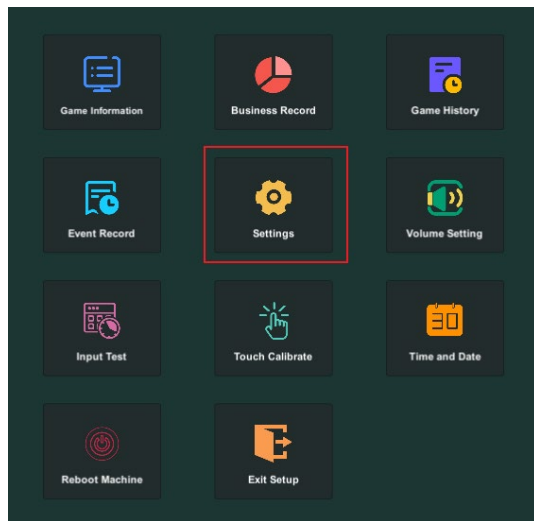 Game Information
Business Record
Game History
Event Record
Settings
Volume Setting
Input Test
Touch Calibrate
30
Time and Date
Reboot Machine
Exit Setup